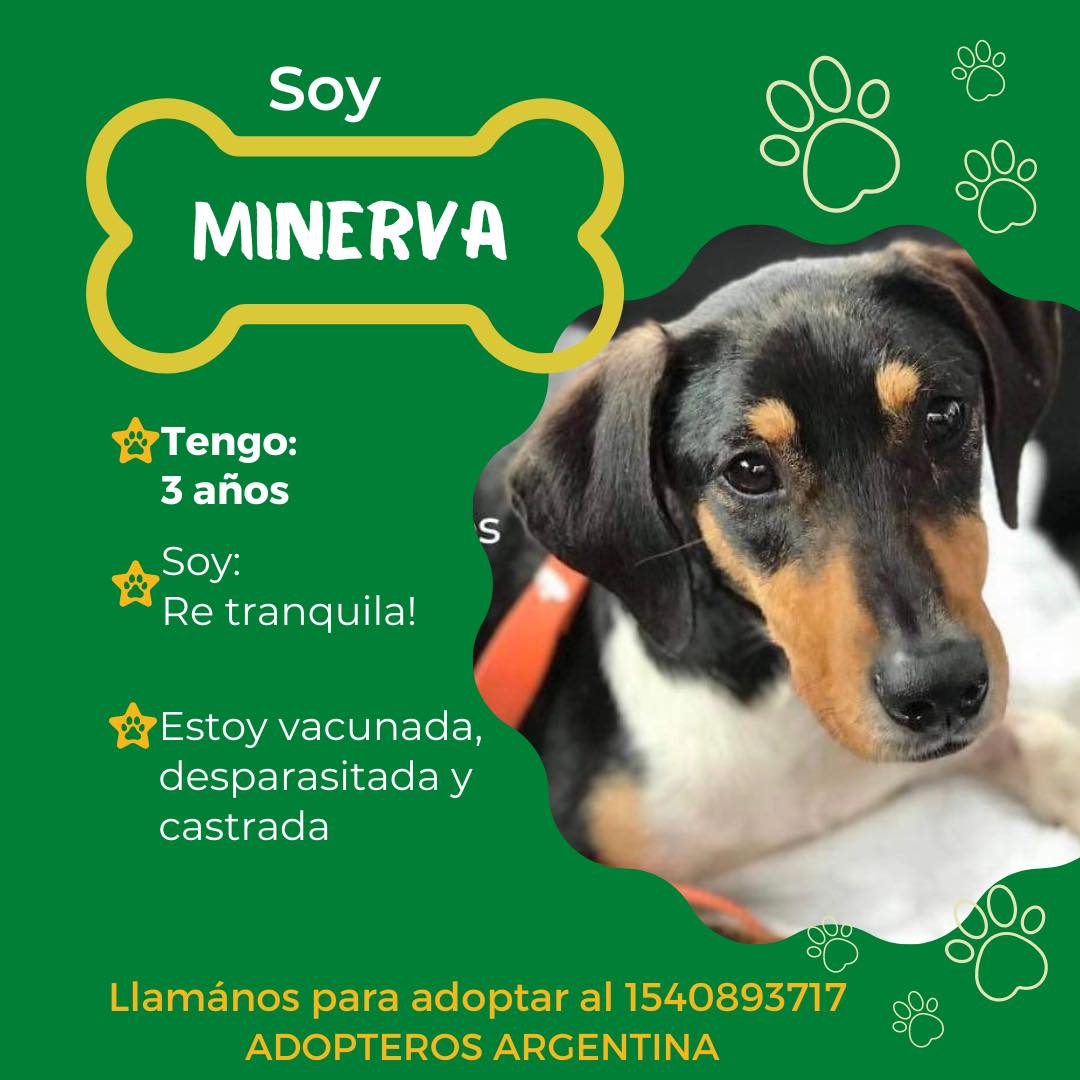 Soy
MINERVA
Tengo:
3 años
Soy:
Re tranquila!
s
Estoy vacunada,
desparasitada y
castrada
Llamános para adoptar al 1540893717
ADOPTEROS ARGENTINA